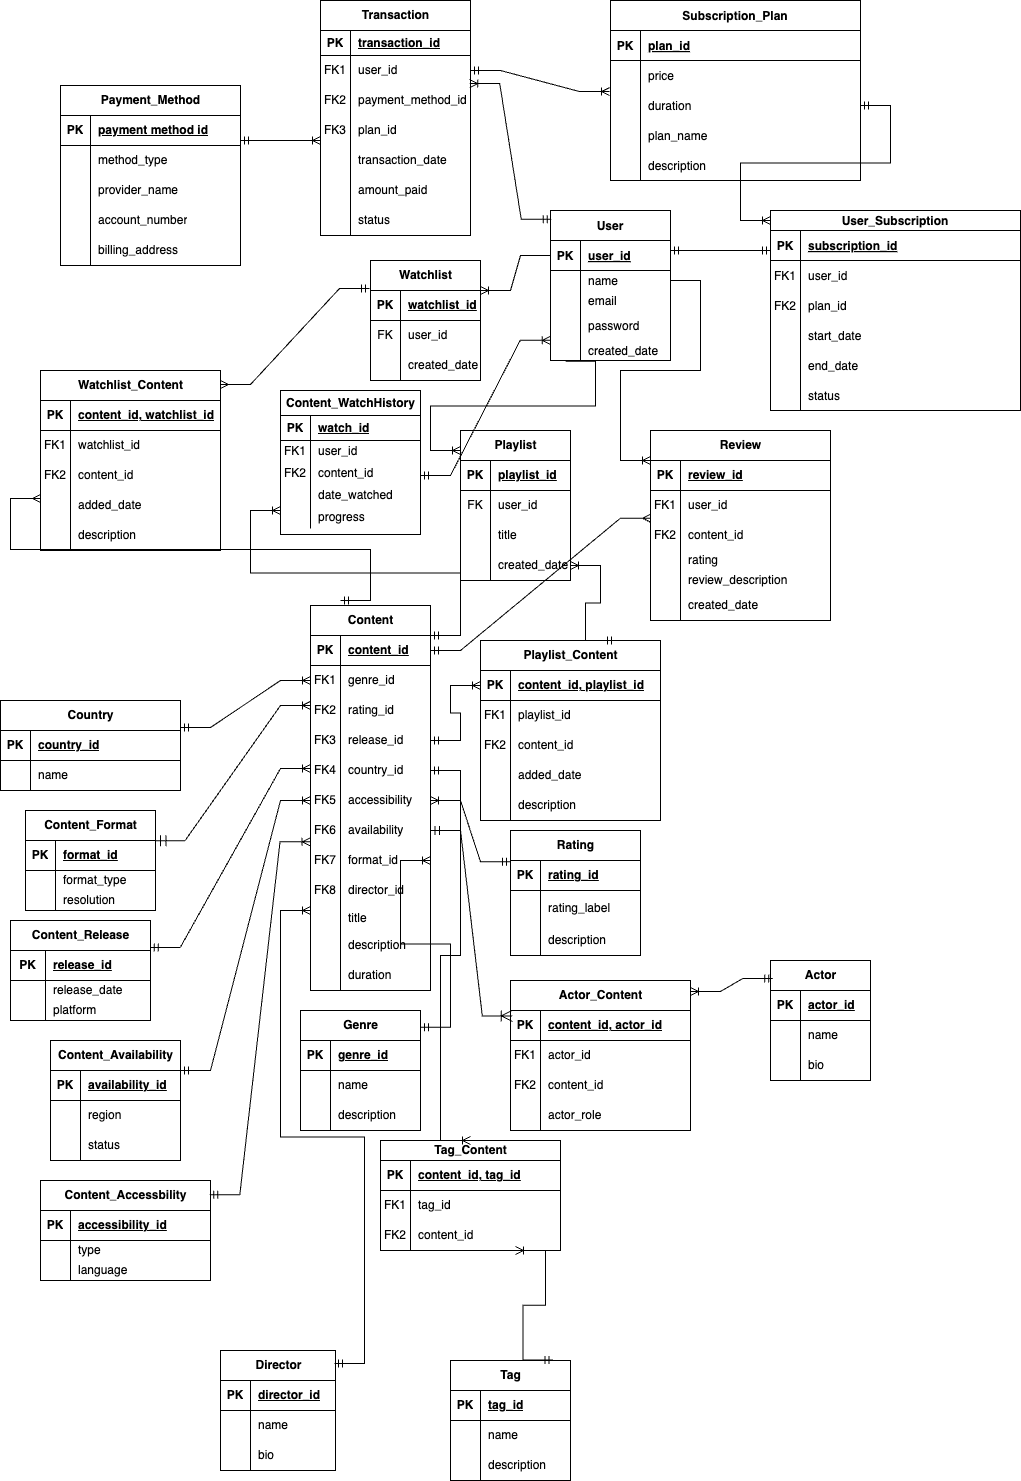 Transaction
PK transaction_id
FK1 user_id
FK2 payment_method_id
FK3 plan_id
transaction_date
amount_paid
status
Subscription_Plan
PK plan_id
price
duration
plan_name
description
Payment_Method
PK payment method id
method_type
provider_name
account_number
billing_address
User
PK user_id
name
email
password
created_date
User_Subscription
PK subscription_id
FK1 user_id
FK2 plan_id
start_date
end_date
status
Watchlist
PK watchlist_id
FK user_id
created_date
Watchlist_Content
PK content_id, watchlist_id
FK1 watchlist_id
FK2 content_id
added_date
description
Content_WatchHistory
PK watch_id
FK1 user_id
FK2 content_id
date_watched
progress
Playlist
PK playlist_id
FK user_id
title
created_date
Review
PK review_id
FK1 user_id
FK2 content_id
rating
review_description
created_date
Content
PK content_id
FK1 genre_id
FK2 rating_id
FK3 release_id
FK4 country_id
FK5 accessibility
FK6 availability
FK7 format_id
FK8 director_id
title
description
duration
Playlist_Content
PK content_id, playlist_id
FK1 playlist_id
FK2 content_id
added_date
description
Country
PK country_id
name
Content_Format
PK format_id
format_type
resolution
Rating
PK rating_id
rating_label
description
Content_Release
PK release_id
release_date
platform
Actor_Content
PK content_id, actor_id
FK1 actor_id
FK2 content_id
actor_role
Actor
PK actor_id
name
bio
Genre
PK genre_id
name
description
Content_Availability
PK availability_id
region
status
Tag_Content
PK content_id, tag_id
FK1 tag_id
FK2 content_id
Content_Accessbility
PK accessibility_id
type
language
Director
PK director_id
name
bio
Tag
PK tag_id
name
description